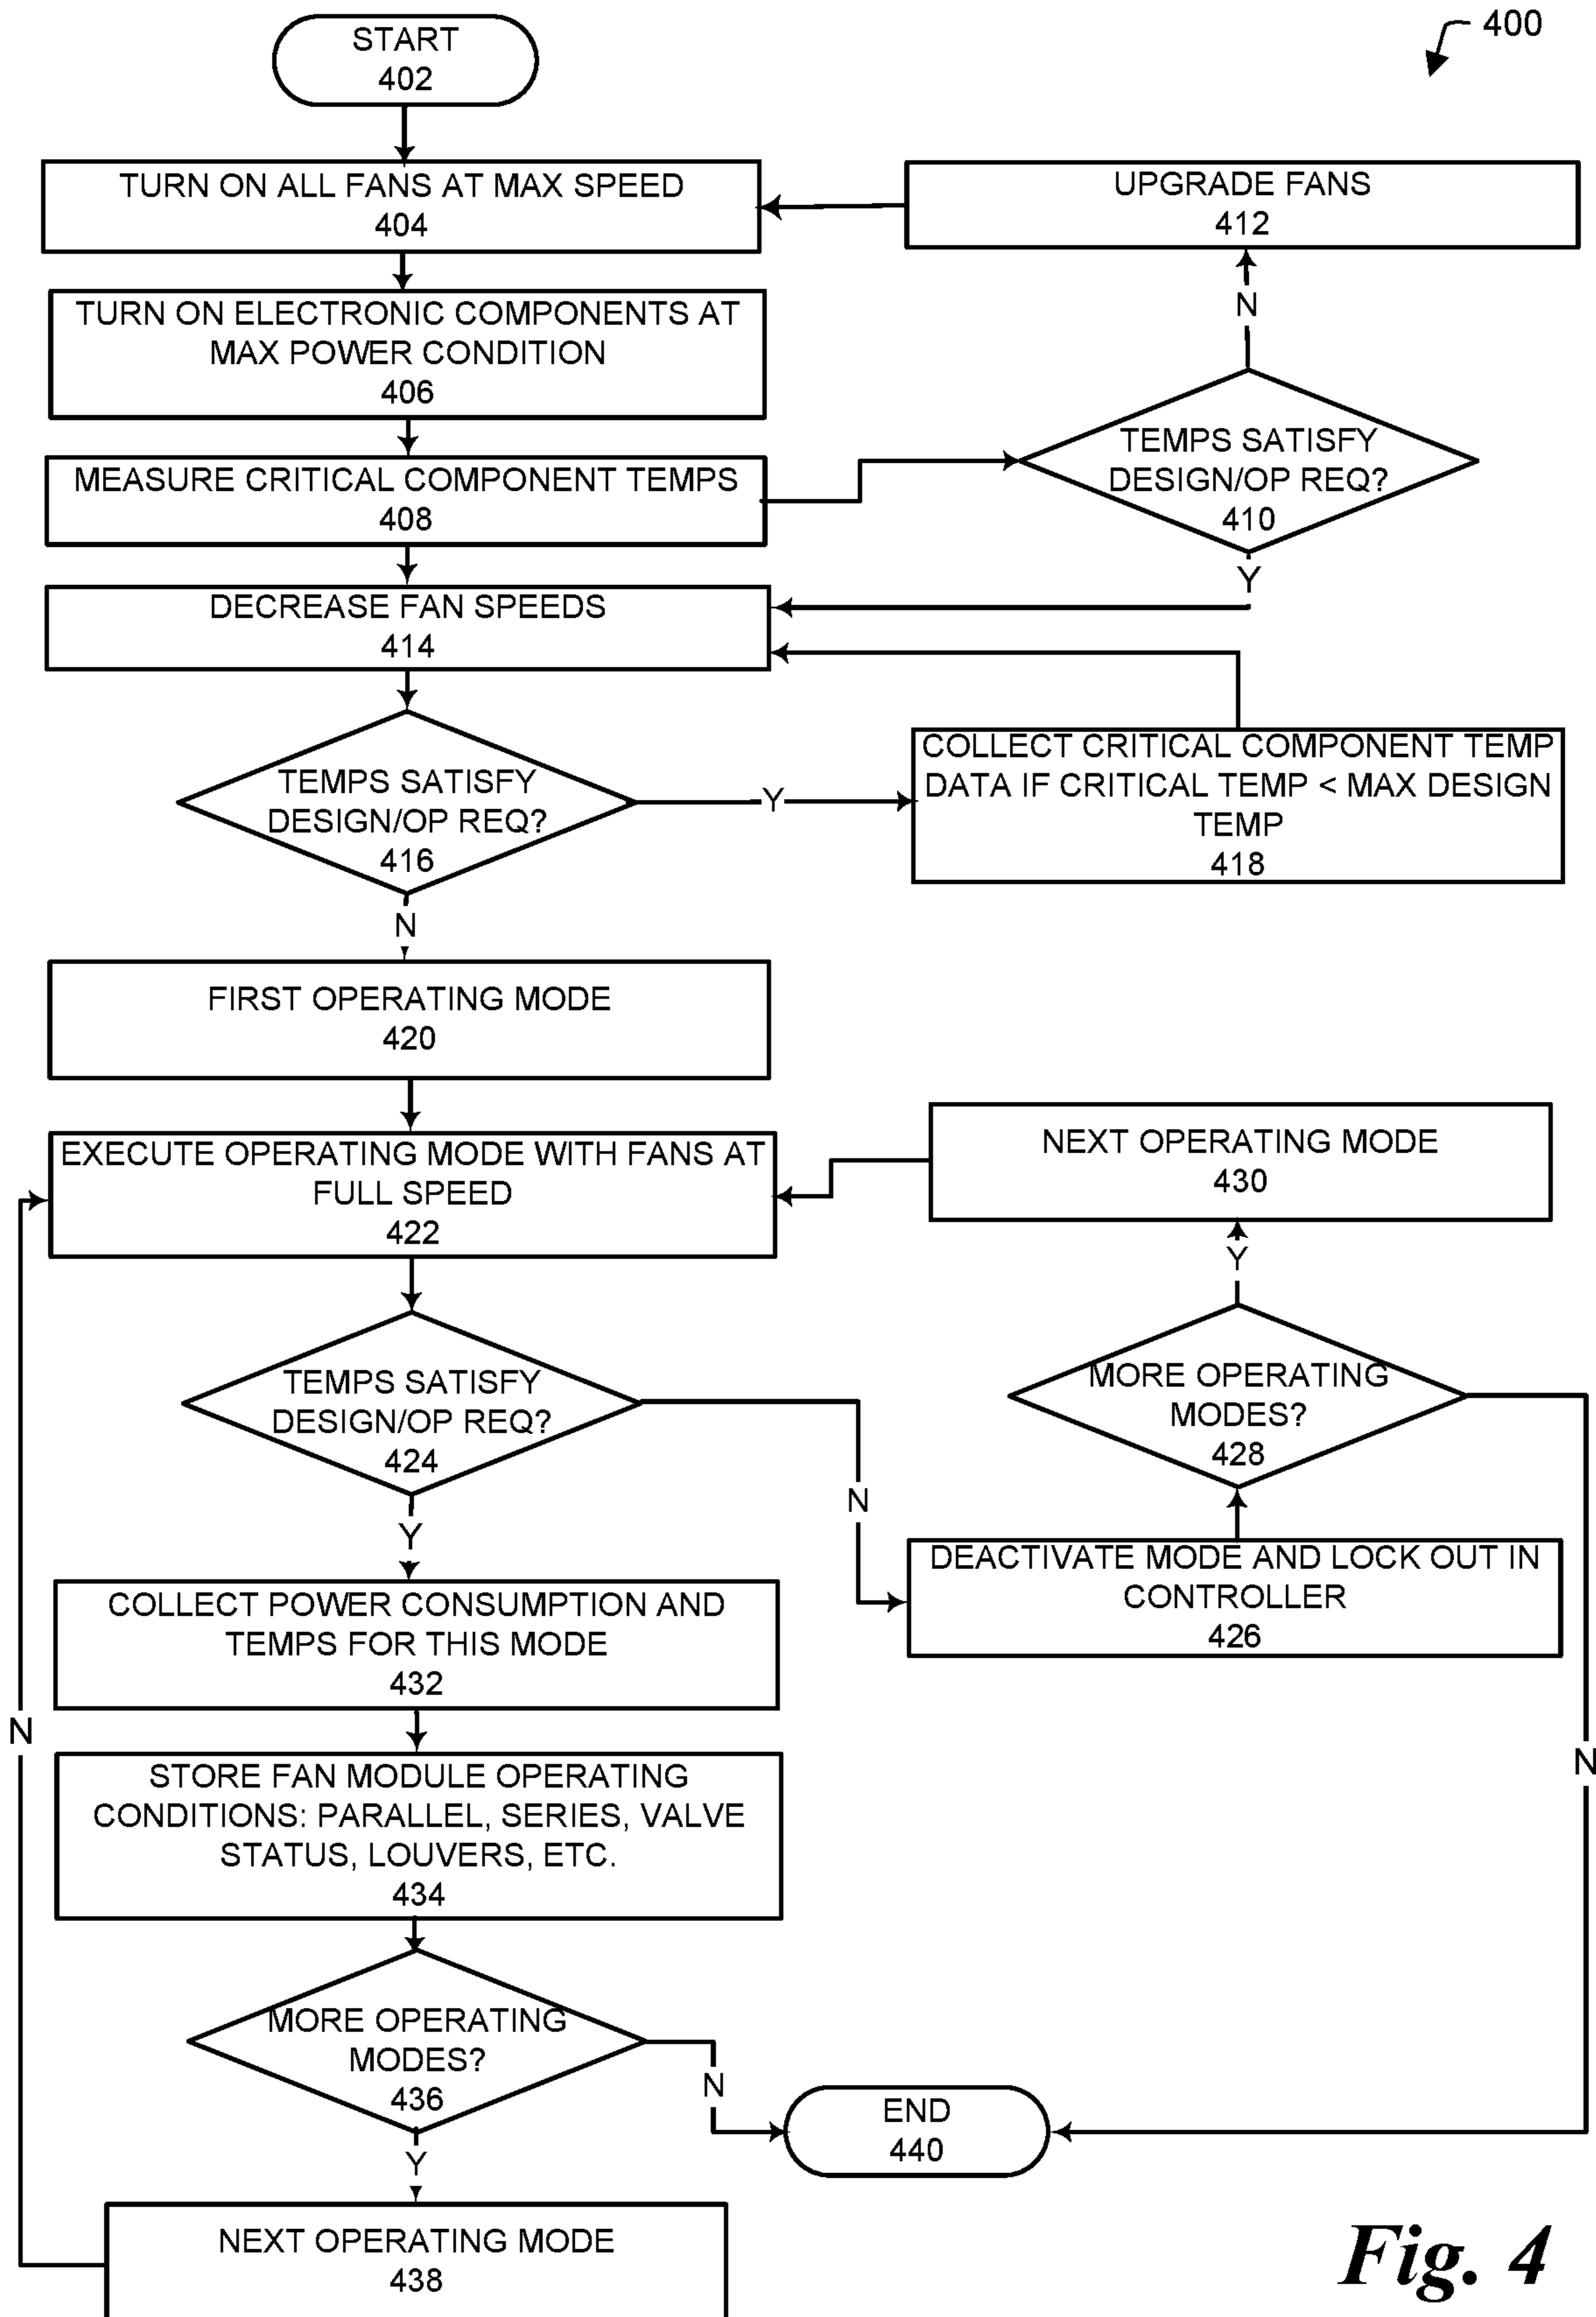 400
START
402
TURN ON ALL FANS AT MAX SPEED
404
UPGRADE FANS
412
N
TURN ON ELECTRONIC COMPONENTS AT
MAX POWER CONDITION
406
TEMPS SATISFY
DESIGN/OP REQ?
410
MEASURE CRITICAL COMPONENT TEMPS
408
Y
DECREASE FAN SPEEDS
414
TEMPS SATISFY
DESIGN/OP REQ?
416
Y
COLLECT CRITICAL COMPONENT TEMP
DATA IF CRITICAL TEMP < MAX DESIGN
TEMP
418
N
FIRST OPERATING MODE
420
EXECUTE OPERATING MODE WITH FANS AT
FULL SPEED
422
NEXT OPERATING MODE
430
Y
TEMPS SATISFY
DESIGN/OP REQ?
424
MORE OPERATING
MODES?
428
N
Y
DEACTIVATE MODE AND LOCK OUT IN
CONTROLLER
426
COLLECT POWER CONSUMPTION AND
TEMPS FOR THIS MODE
432
N
N
STORE FAN MODULE OPERATING
CONDITIONS: PARALLEL, SERIES, VALVE
STATUS, LOUVERS, ETC.
434
MORE OPERATING
MODES?
436
N
END
440
Y
NEXT OPERATING MODE
438
Fig. 4